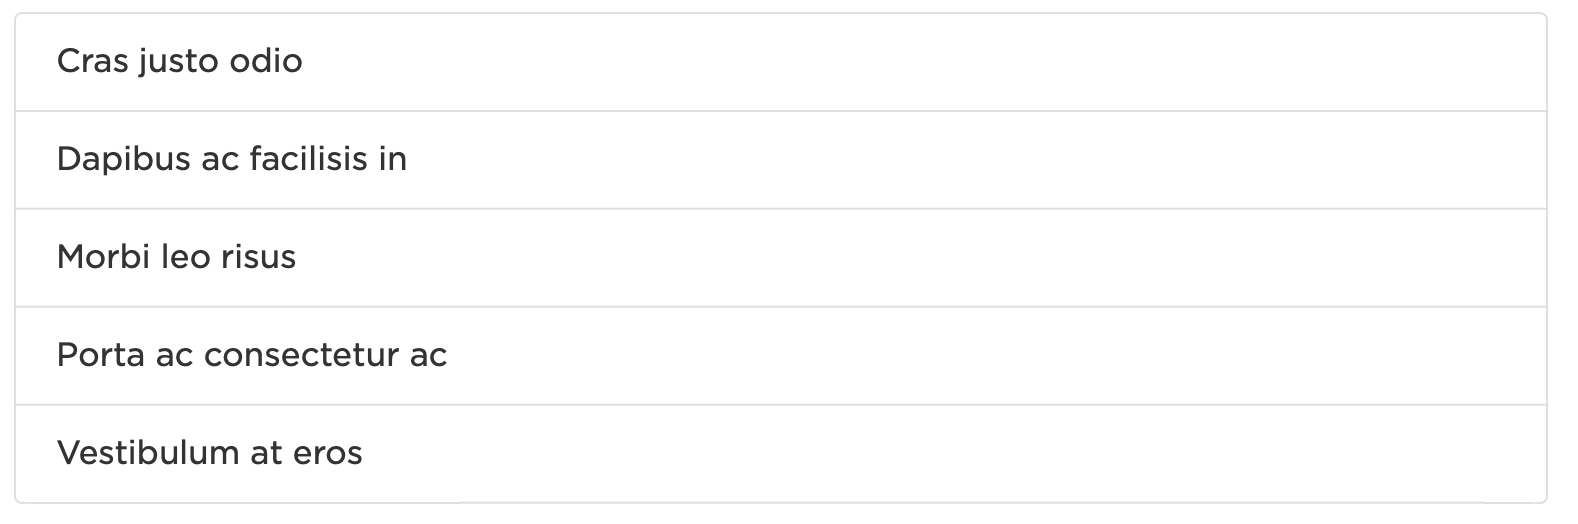 Cras justo odio
Dapibus ac facilisis in
Morbi leo risus
Porta ac consectetur ac
Vestibulum at eros